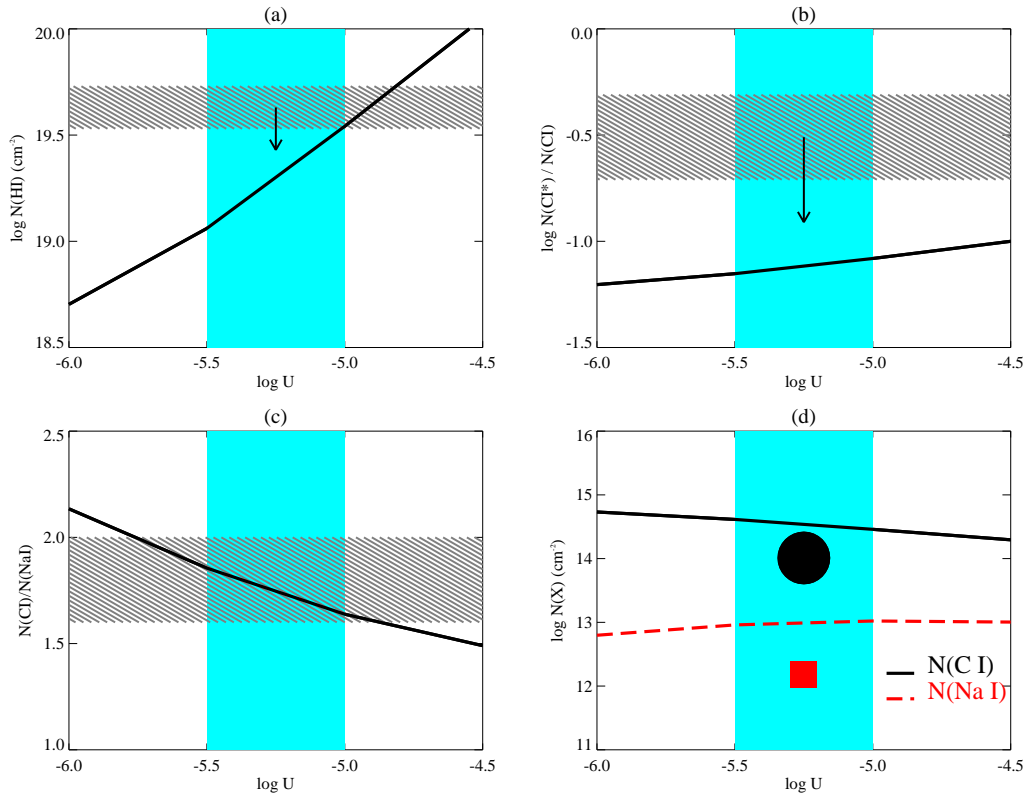 (a)
20.0
19.5
19.0
18.5
log N(HI) (cm⁻²)
-6.0 -5.5 -5.0 -4.5
log U
(b)
0.0
-0.5
-1.0
-1.5
log N(CI*) / N(CI)
-6.0 -5.5 -5.0 -4.5
log U
(c)
2.5
2.0
1.5
1.0
N(CI)/N(NaI)
-6.0 -5.5 -5.0 -4.5
log U
(d)
16
15
14
13
12
11
log N(X) (cm⁻²)
N(C I)
N(Na I)
-6.0 -5.5 -5.0 -4.5
log U